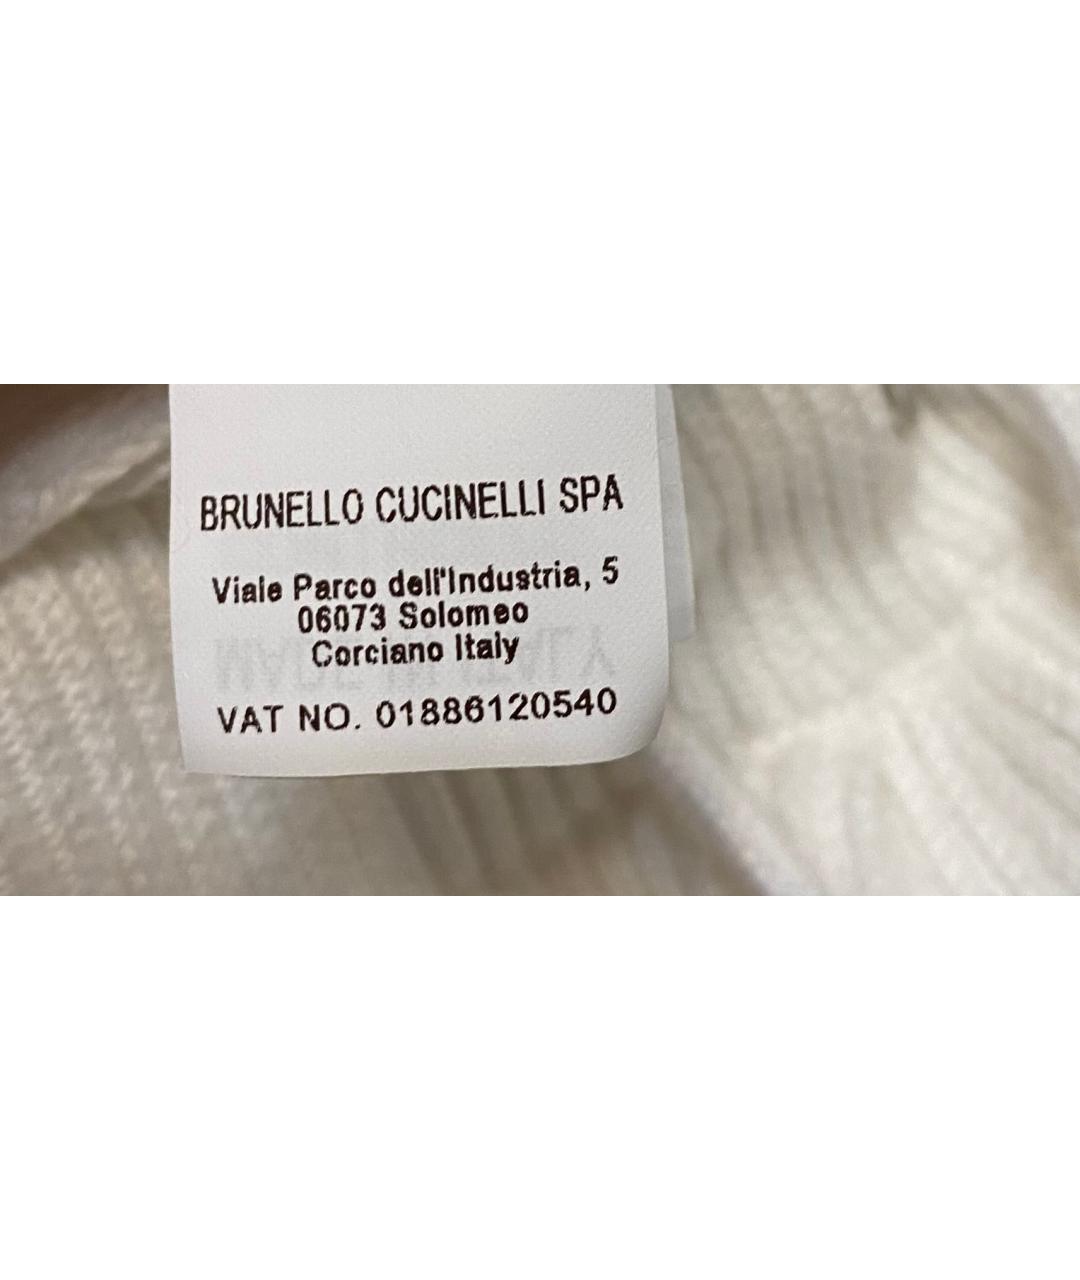 BRUNELLO CUCINELLI SPA
Viale Parco dell'Industria, 5
06073 Solomeo
Corciano Italy
VAT NO. 01886120540